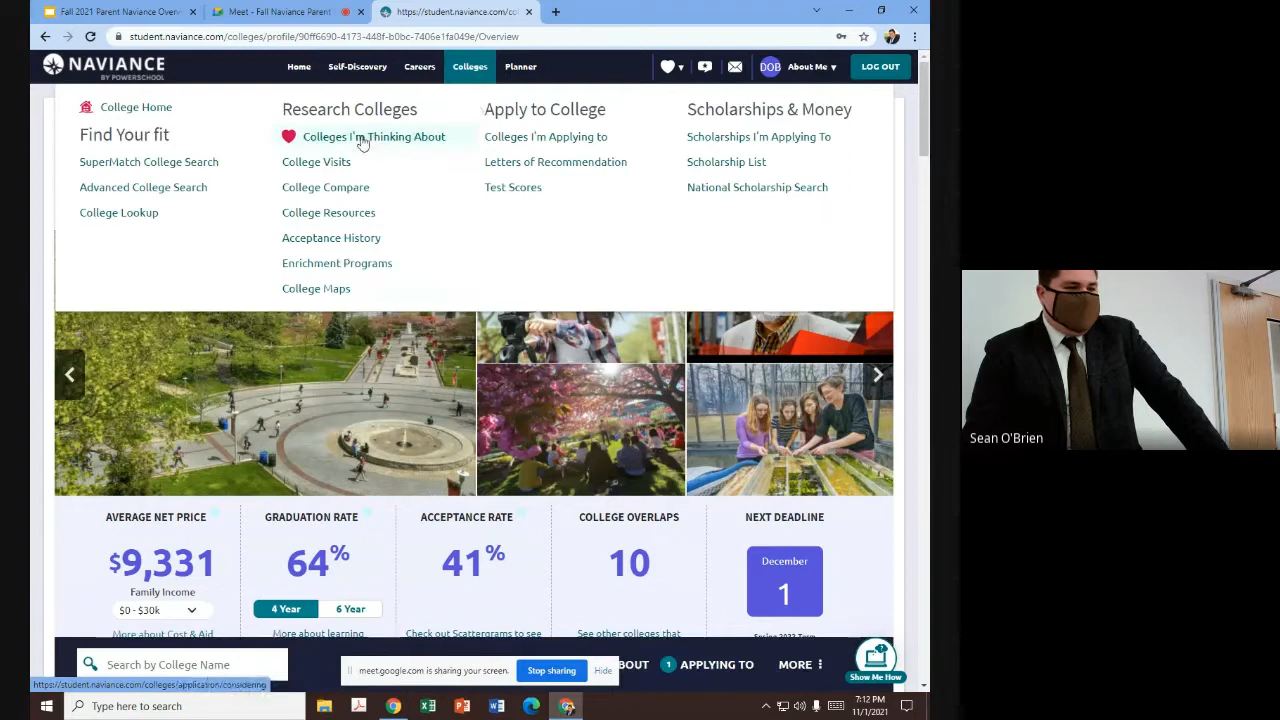 Fall 2021 Parent Naviance Overv
Meet - Fall Naviance Parent
https://student.naviance.com/col
student.naviance.com/colleges/profile/90ff6690-4173-448f-b0bc-7406e1fa049e/Overview
NAVIANCE
BY POWERSCHOOL
Home
Self-Discovery
Careers
Colleges
Planner
DOB
About Me
LOG OUT
College Home
Find Your fit
SuperMatch College Search
Advanced College Search
College Lookup
Research Colleges
Colleges I'm Thinking About
College Visits
College Compare
College Resources
Acceptance History
Enrichment Programs
College Maps
Apply to College
Colleges I'm Applying to
Letters of Recommendation
Test Scores
Scholarships & Money
Scholarships I'm Applying To
Scholarship List
National Scholarship Search
Sean O'Brien
AVERAGE NET PRICE
$9,331
Family Income
$0 - $30k
More about Cost & Aid
GRADUATION RATE
64%
4 Year
6 Year
More about learning
ACCEPTANCE RATE
41%
Check out Scattergrams to see
COLLEGE OVERLAPS
10
See other colleges that
NEXT DEADLINE
December
1
Spring 2022 Term
Search by College Name
meet.google.com is sharing your screen.
Stop sharing
Hide
BOUT
1
APPLYING TO
MORE
Show Me How
https://student.naviance.com/colleges/application/considering
Type here to search
7:12 PM
11/1/2021